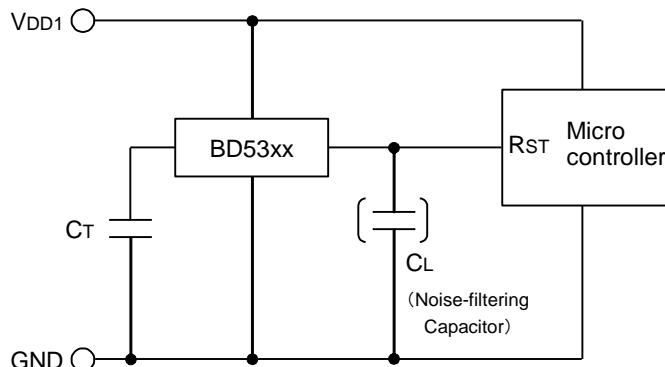 VDD1
BD53xx
RST
Micro
controller
CT
CL
（Noise-filtering
Capacitor）
GND